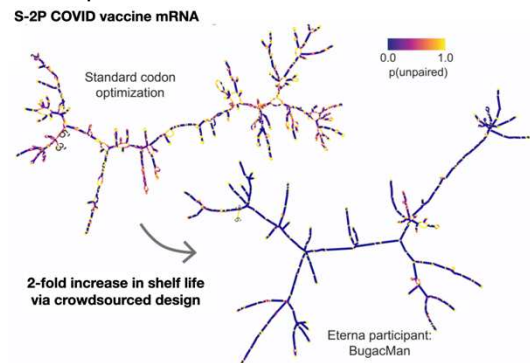 S-2P COVID vaccine mRNA
Standard codon
optimization
0.0 1.0
p(unpaired)
2-fold increase in shelf life
via crowdsourced design
Eterna participant:
BugacMan